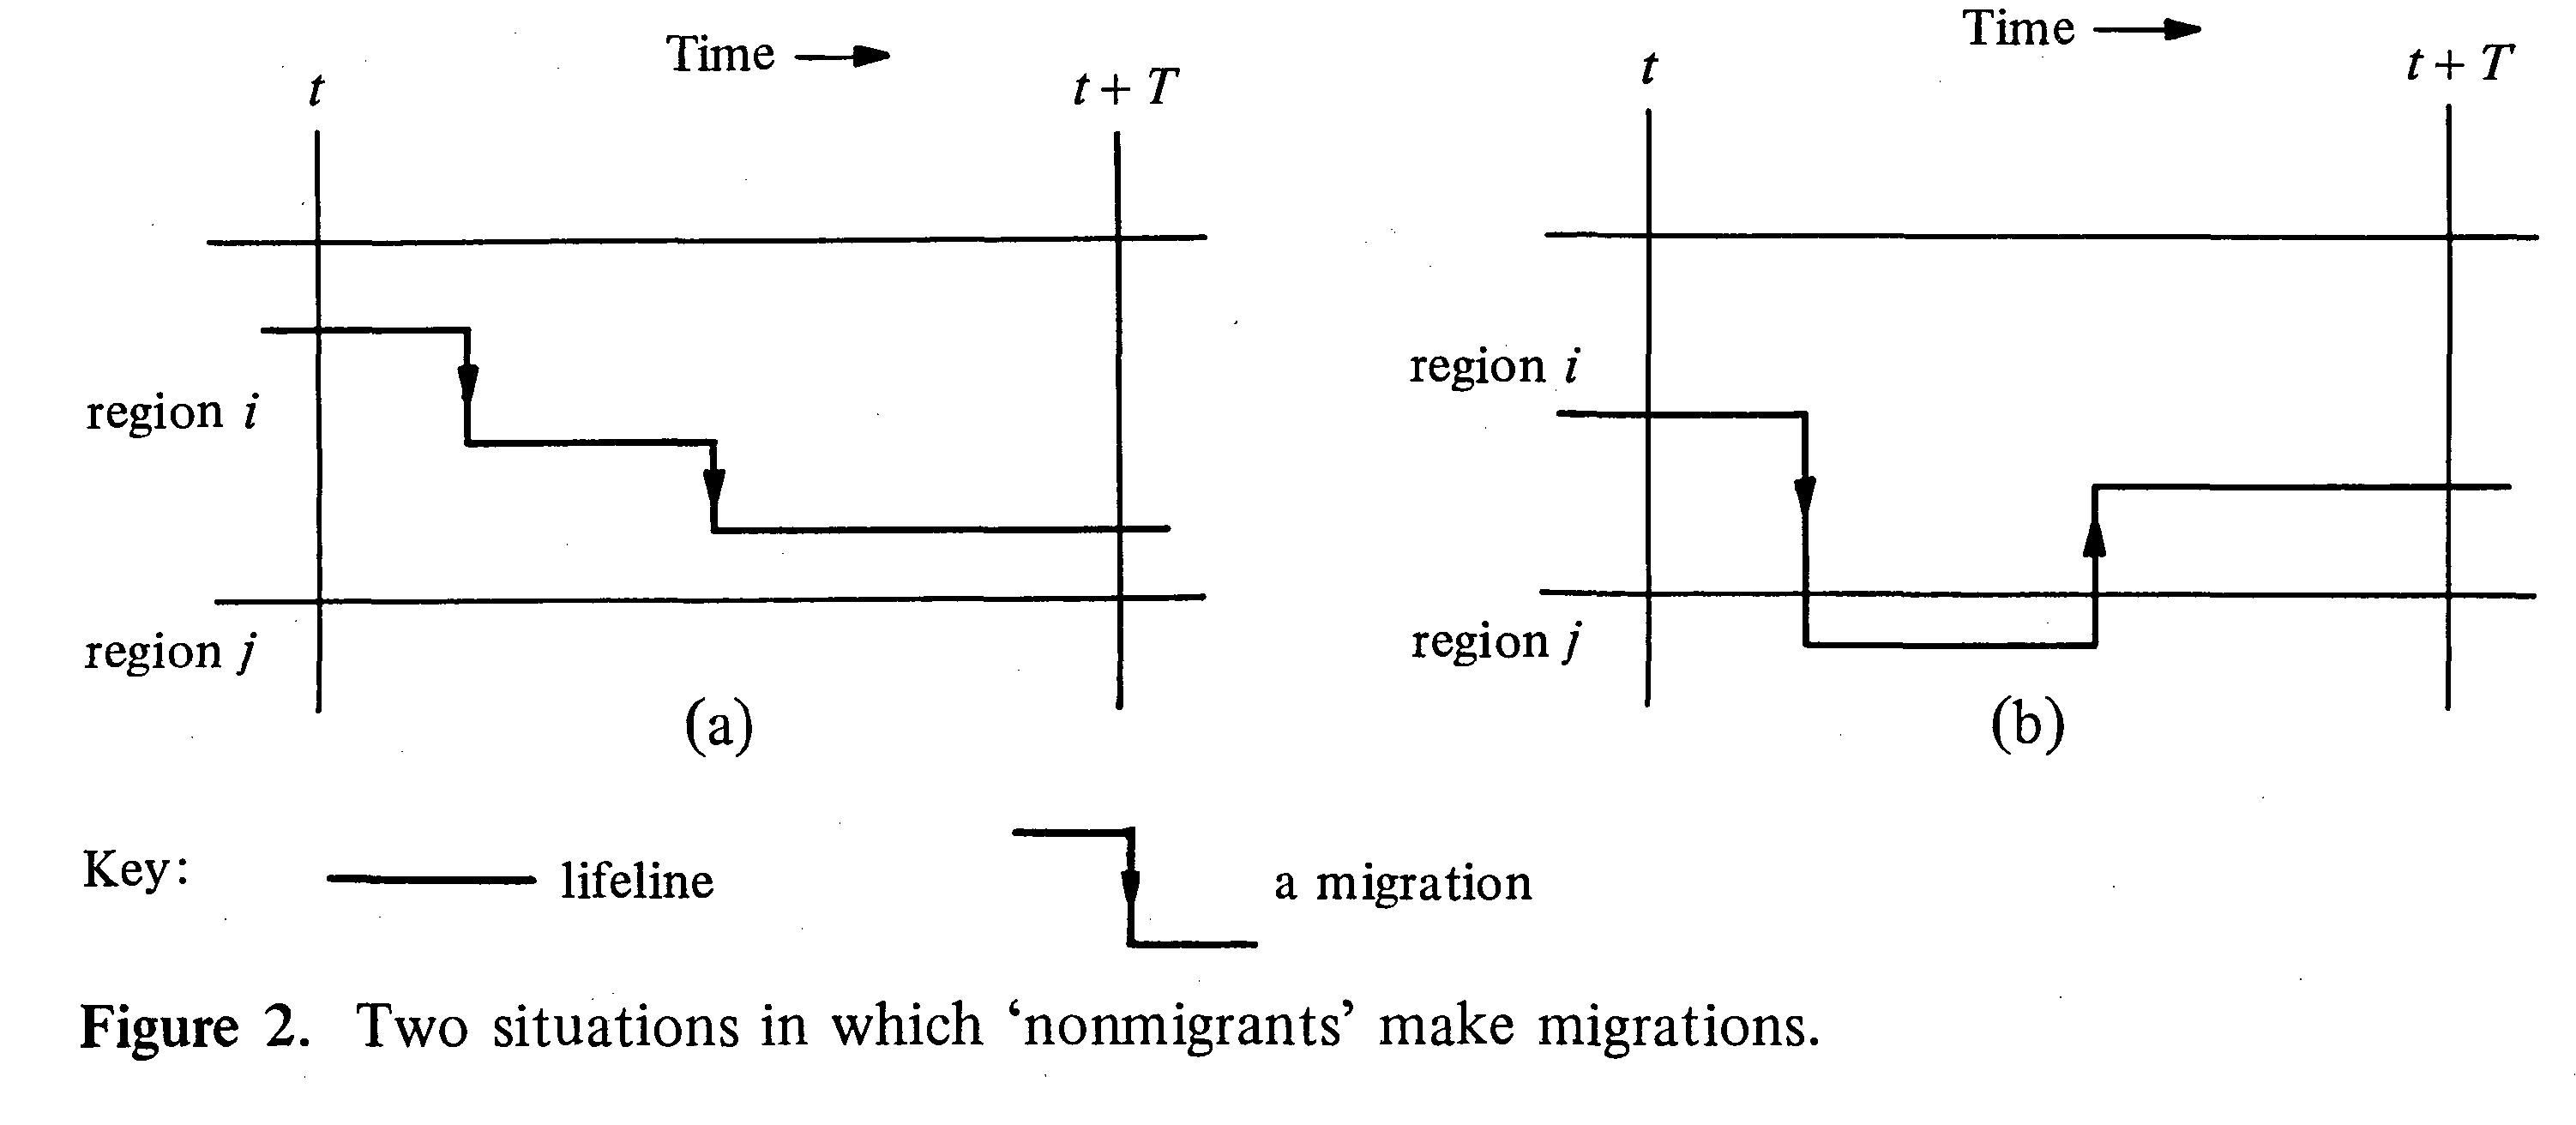 Time
t
t + T
region i
region j
(a)
Time
t
t + T
region i
region j
(b)
Key:
lifeline
a migration
Figure 2. Two situations in which ‘nonmigrants’ make migrations.